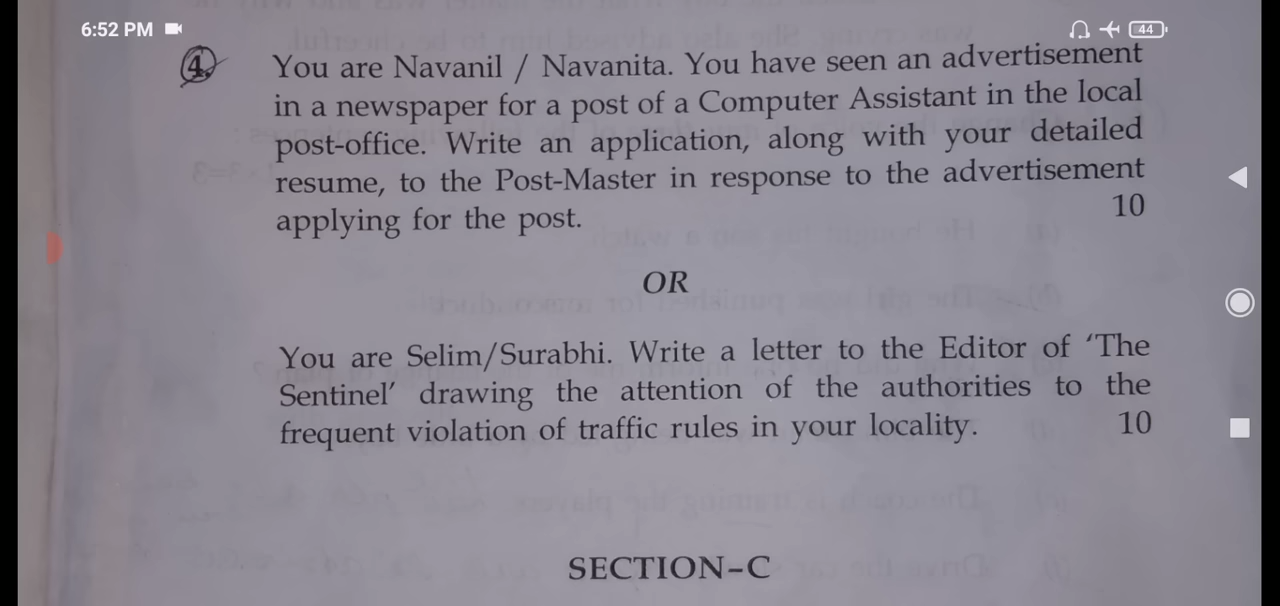 6:52 PM
44
4. You are Navanil / Navanita. You have seen an advertisement
in a newspaper for a post of a Computer Assistant in the local
post-office. Write an application, along with your detailed
resume, to the Post-Master in response to the advertisement
applying for the post. 10
OR
You are Selim/Surabhi. Write a letter to the Editor of ‘The
Sentinel’ drawing the attention of the authorities to the
frequent violation of traffic rules in your locality. 10
SECTION–C